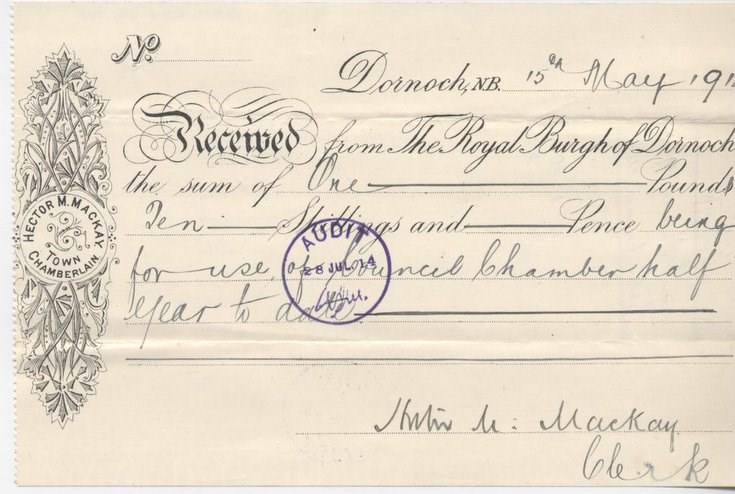 No.
Dornoch, N.B. 15th May 191
Received from The Royal Burgh of Dornoch
the sum of One Pounds
Ten Shillings and Pence being
for use of Council Chamber half
year to date
HECTOR M. MACKAY
TOWN
CHAMBERLAIN
AUDIT
28 JUL. 14
Hector M: Mackay
Clerk